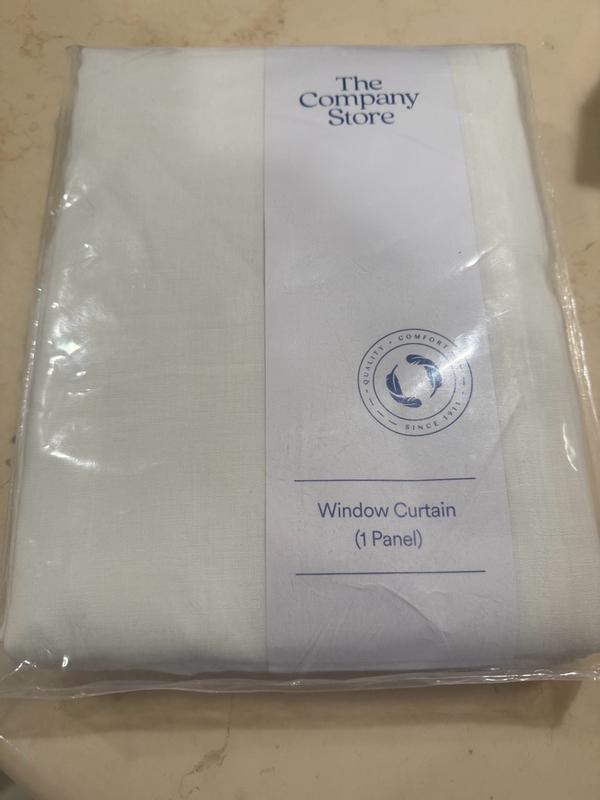 The
Company
Store
QUALITY • COMFORT
SINCE 1911
Window Curtain
(1 Panel)